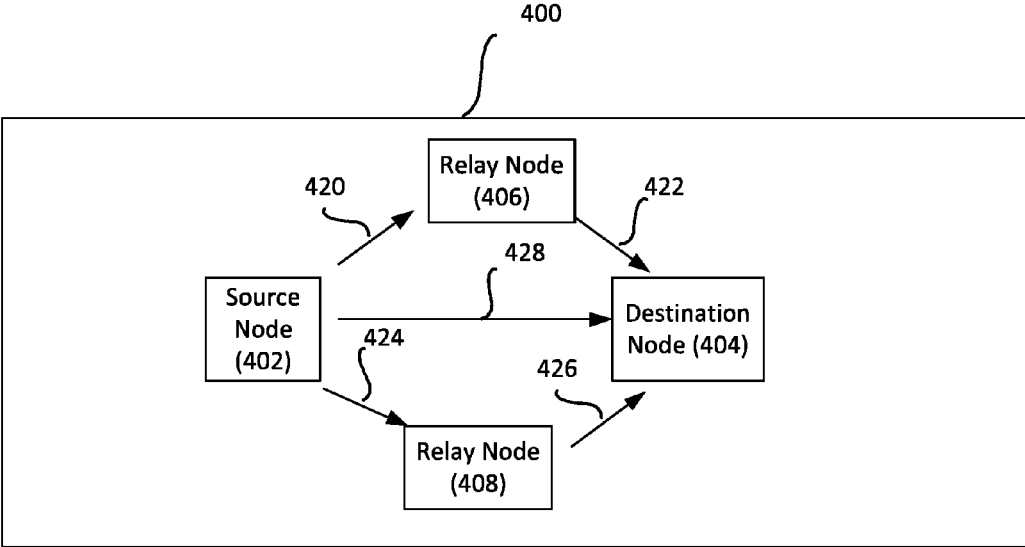 400
Relay Node
(406)
420
422
428
Source
Node
(402)
Destination
Node (404)
424
426
Relay Node
(408)